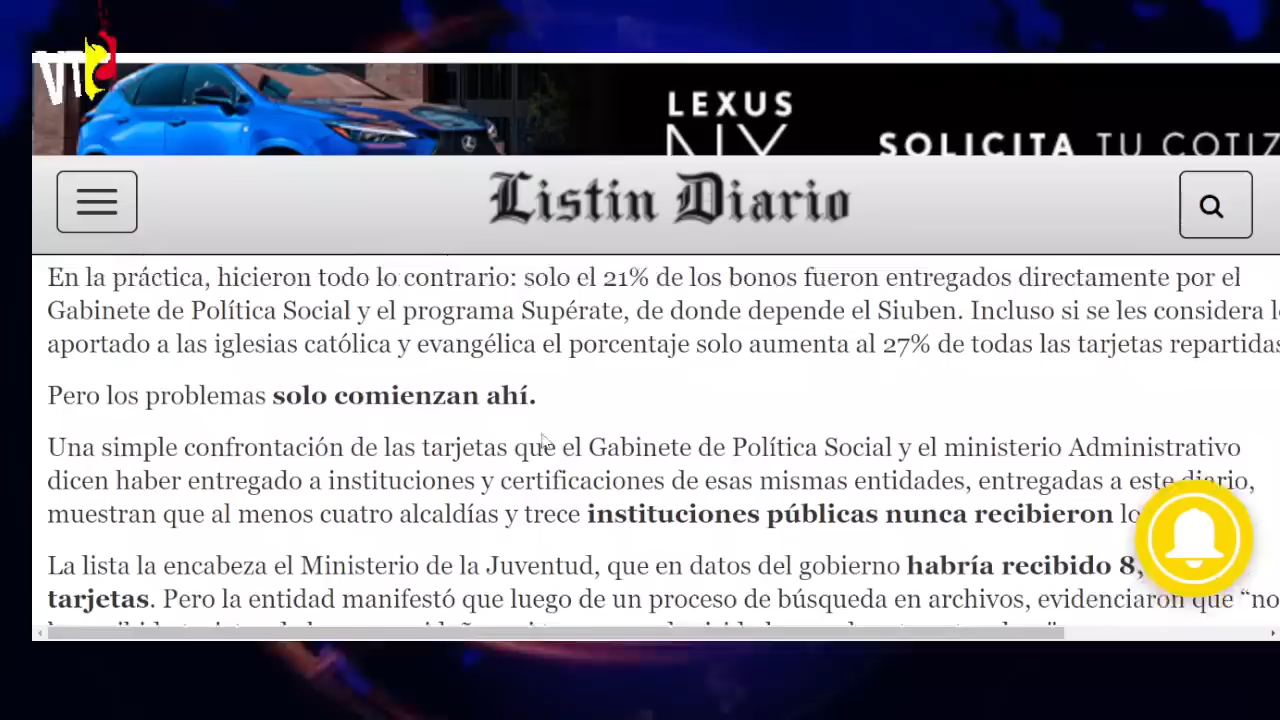 VTC
LEXUS
NX
SOLICITA TU COTIZ
Listin Diario
En la práctica, hicieron todo lo contrario: solo el 21% de los bonos fueron entregados directamente por el
Gabinete de Política Social y el programa Supérate, de donde depende el Siuben. Incluso si se les considera
aportado a las iglesias católica y evangélica el porcentaje solo aumenta al 27% de todas las tarjetas repartidas
Pero los problemas solo comienzan ahí.
Una simple confrontación de las tarjetas que el Gabinete de Política Social y el ministerio Administrativo
dicen haber entregado a instituciones y certificaciones de esas mismas entidades, entregadas a este diario,
muestran que al menos cuatro alcaldías y trece instituciones públicas nunca recibieron lo
La lista la encabeza el Ministerio de la Juventud, que en datos del gobierno habría recibido 8,
tarjetas. Pero la entidad manifestó que luego de un proceso de búsqueda en archivos, evidenciaron que “no